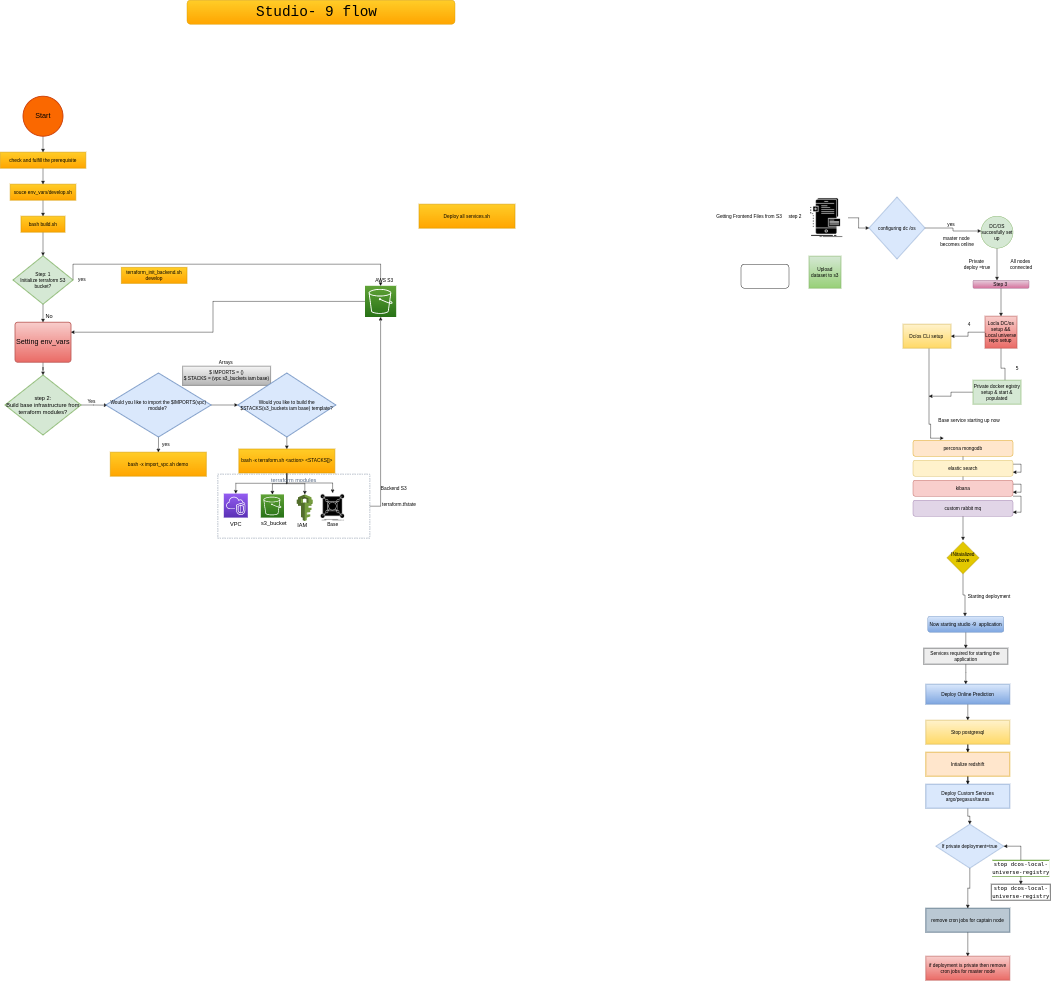 Studio- 9 flow
Start
check and fulfill the prerequisite
souce env_vars/develop.sh
bash build.sh
Step: 1
Initialize terraform S3
bucket?
yes
terraform_init_backend.sh
develop
AWS S3
No
Setting env_vars
step 2:
Build base infrastructure from
terraform modules?
Yes
Would you like to import the $IMPORTS(vpc)
module?
yes
bash -x import_vpc.sh demo
Arrays
$ IMPORTS = ()
$ STACKS = (vpc s3_buckets iam base)
Would you like to build the
$STACKS(s3_buckets iam base) template?
bash -x terraform.sh <action> <STACKS[]>
terraform modules
VPC
s3_bucket
IAM
Base
Backend S3
terraform.tfstate
Deploy all services.sh
Getting Frontend Files from S3
step 2
Upload
dataset to s3
configuring dc /os
yes
master node
becomes online
DC/OS
succesfully set
up
Private
deploy =true
All nodes
connected
Step 3
Locla DC/os
setup &&
Local universe
repo setup
4
Dc/os CLi setup
5
Private docker egistry
setup & start &
populated
Base service starting up now
percona mongodb
elastic search
kibana
custom rabbit mq
above
Starting deployment
Now starting studio -9 application
Services required for starting the
application
Deploy Online Prediction
Stop postgresql
Intialize redshift
Deploy Custom Services
argo/pegasus/tauras
If private deployment=true
stop dcos-local-
universe-registry
stop dcos-local-
universe-registry
remove cron jobs for captain node
if deployment is private then remove
cron jobs for master node